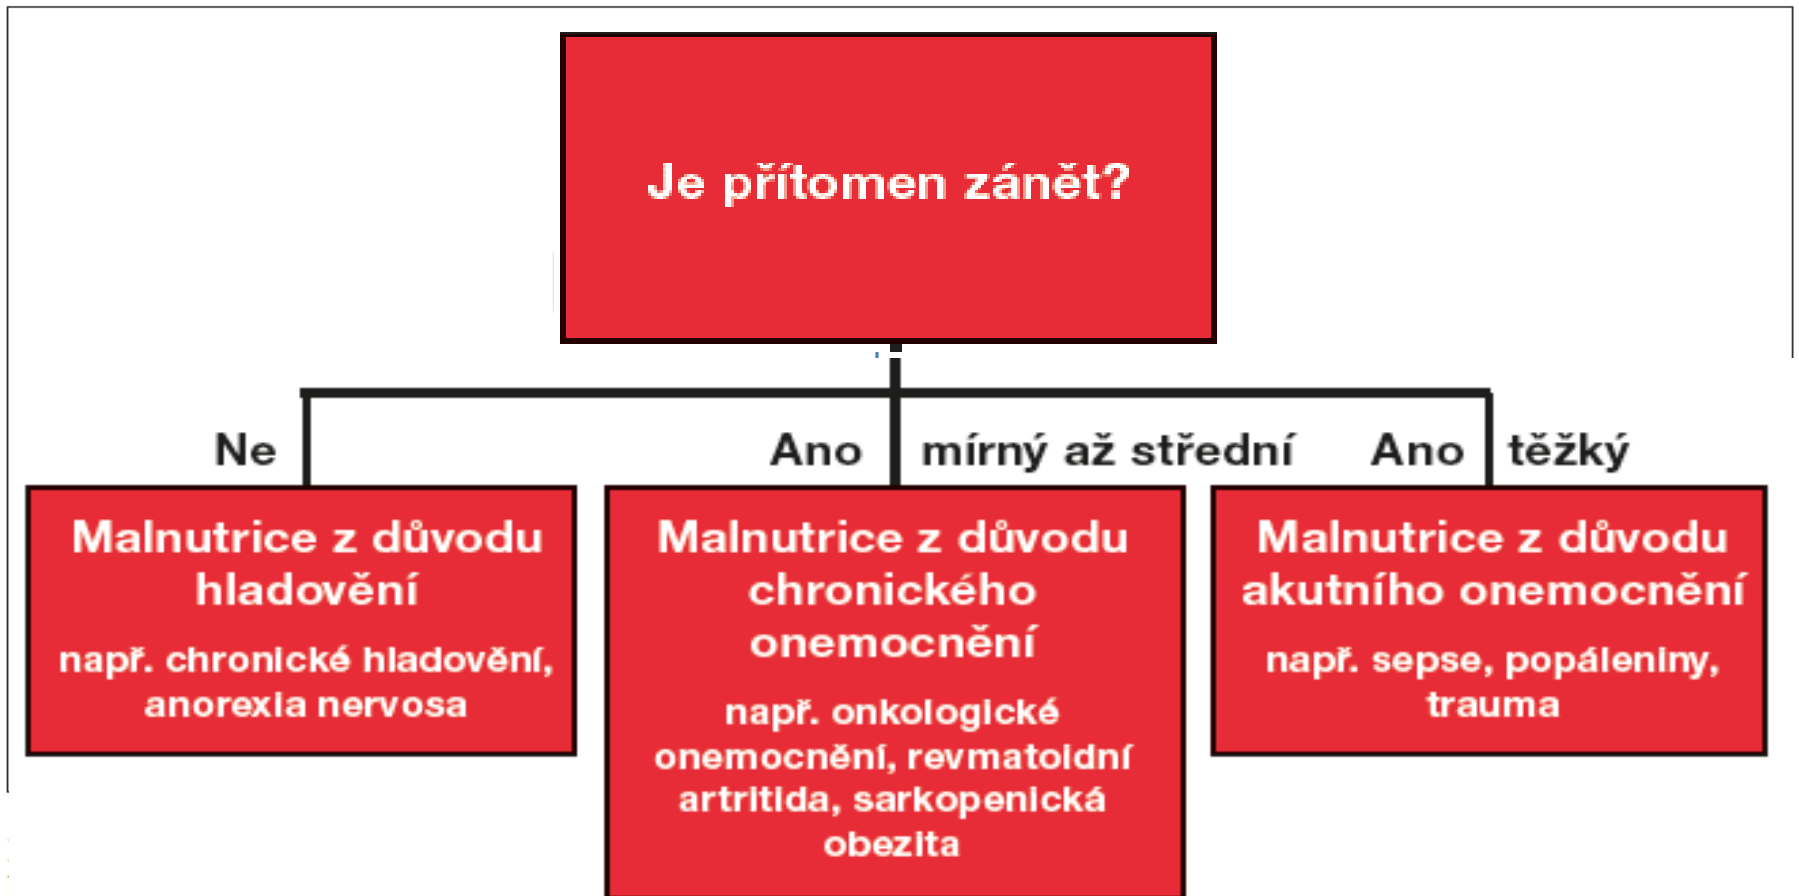 Je přítomen zánět?
Ne
Ano mírný až střední
Ano těžký
Malnutrice z důvodu
hladovění
např. chronické hladovění,
anorexia nervosa
Malnutrice z důvodu
chronického
onemocnění
např. onkologické
onemocnění, revmatoidní
artritida, sarkopenická
obezita
Malnutrice z důvodu
akutního onemocnění
např. sepse, popáleniny,
trauma